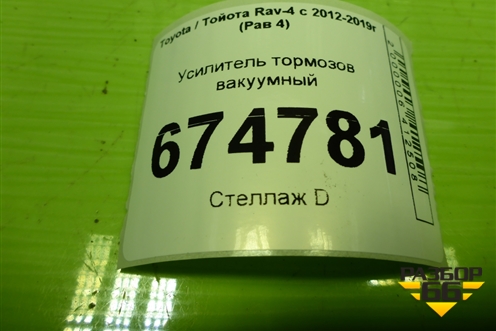 Toyota / Тойота Rav-4 с 2012-2019г
(Рав 4)
Усилитель тормозов
вакуумный
674781
Стеллаж D
РАЗБОР
66